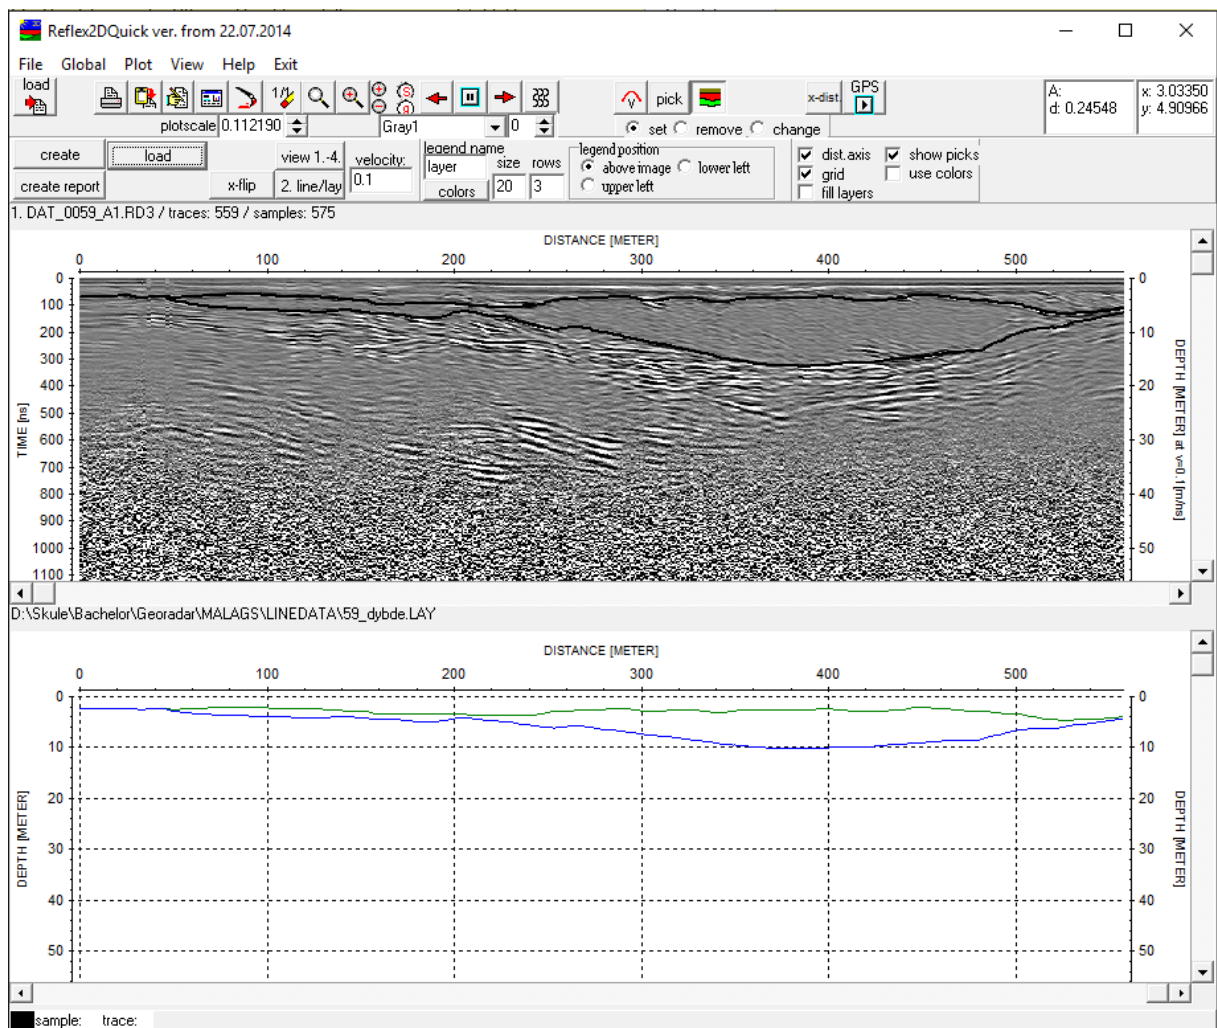 Reflex2DQuick ver. from 22.07.2014
File Global Plot View Help Exit
load
1/1
S
a
pick
x-dist.
GPS
A:
d: 0.24548
x: 3.03350
y: 4.90966
plotscale 0.112190
Gray1
0
set remove change
create load view 1.-4. velocity:
legend name
layer
size rows
legend position
above image lower left
upper left
dist.axis show picks
grid use colors
fill layers
create report x-flip 2. line/lay 0.1
colors 20 3
1. DAT_0059_A1.RD3 / traces: 559 / samples: 575
DISTANCE [METER]
0 100 200 300 400 500
0 0
100
200 10
300
400 20
500
600 30
700
800 40
900
1000 50
1100
TIME [ns]
DEPTH [METER] at v=0.1[m/ns]
D:\Skule\Bachelor\Georadar\MALAGS\LINEDATA\59_dybde.LAY
DISTANCE [METER]
0 100 200 300 400 500
0 0
10 10
20 20
30 30
40 40
50 50
DEPTH [METER]
DEPTH [METER]
sample: trace: